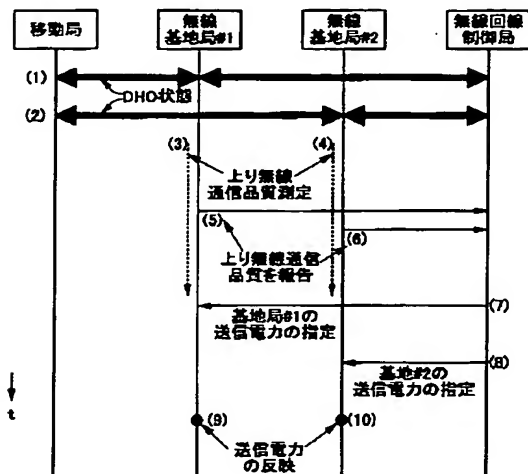 移動局
無線
基地局#1
無線
基地局#2
無線回線
制御局
(1)
DHO状態
(2)
(3)
(4)
上り無線
通信品質測定
(5)
(6)
上り無線通信
品質を報告
(7)
基地局#1の
送信電力の指定
(8)
基地#2の
送信電力の指定
t
(9)
(10)
送信電力
の反映